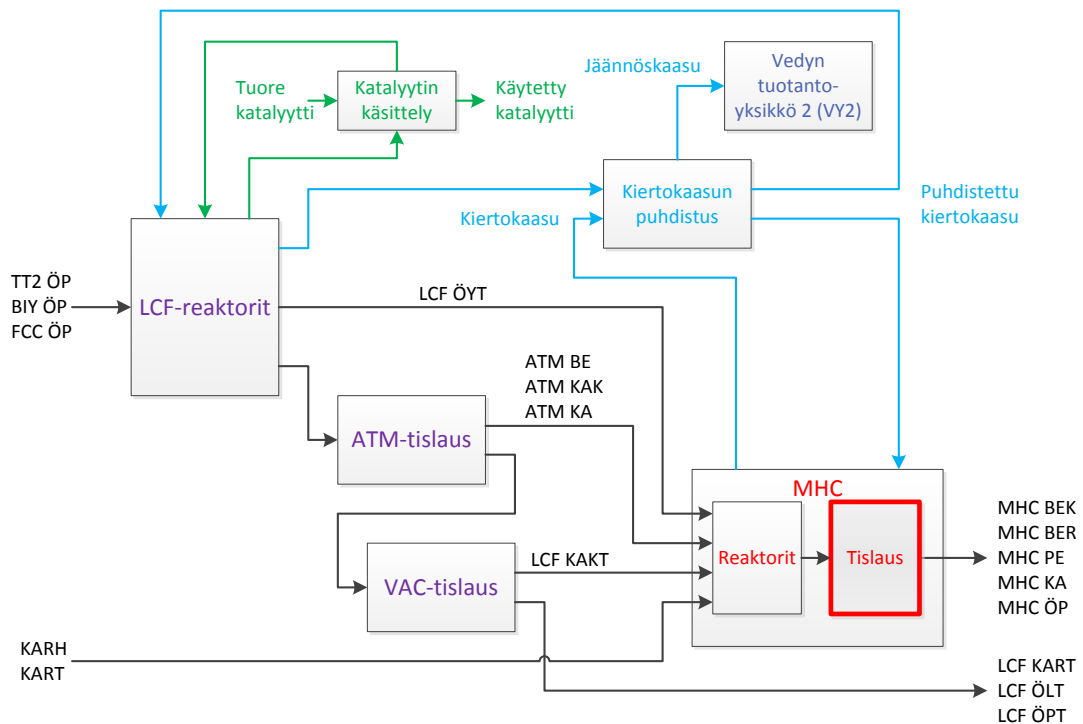 Jäännöskaasu
Vedyn
tuotanto-
yksikkö 2 (VY2)
Tuore
katalyytti
Katalyytin
käsittely
Käytetty
katalyytti
Kiertokaasu
Kiertokaasun
puhdistus
Puhdistettu
kiertokaasu
TT2 ÖP
BIY ÖP
FCC ÖP
LCF-reaktorit
LCF ÖYT
ATM BE
ATM KAK
ATM KA
ATM-tislaus
MHC
Reaktorit
Tislaus
MHC BEK
MHC BER
MHC PE
MHC KA
MHC ÖP
LCF KAKT
VAC-tislaus
KARH
KART
LCF KART
LCF ÖLT
LCF ÖPT